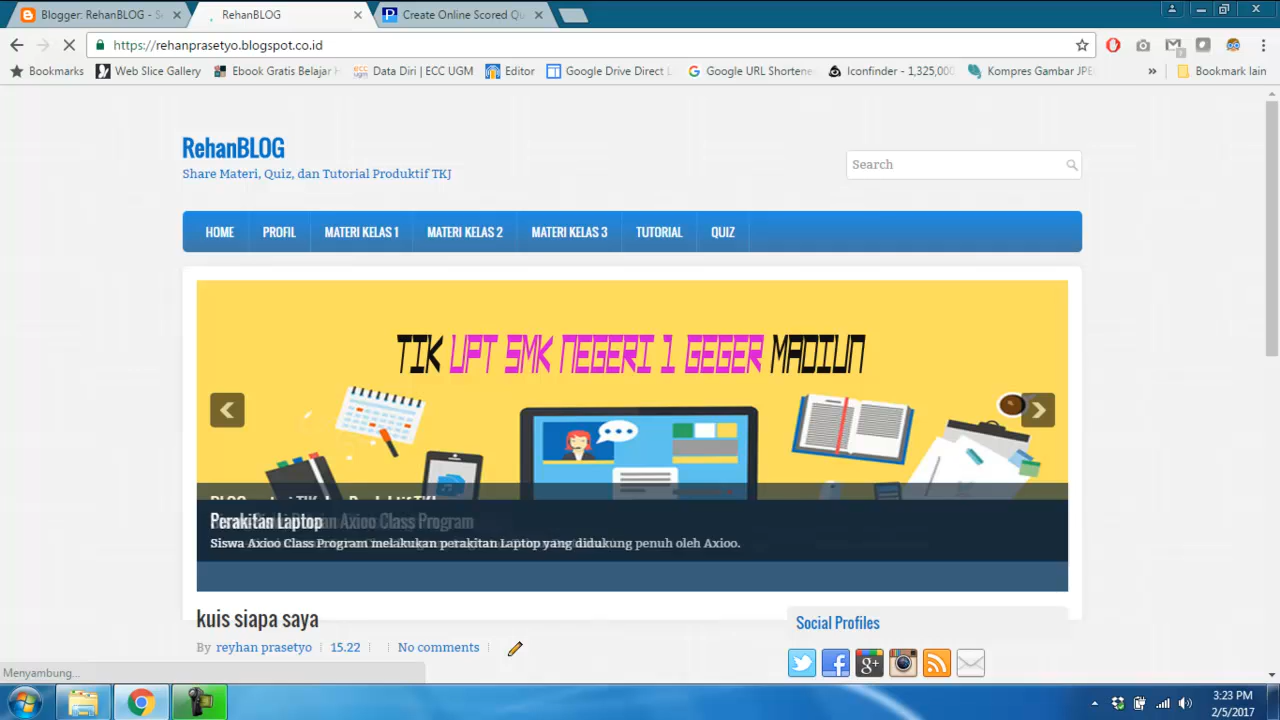 Blogger: RehanBLOG - S
RehanBLOG
Create Online Scored Qu
https://rehanprasetyo.blogspot.co.id
Bookmarks
Web Slice Gallery
Ebook Gratis Belajar
Data Diri | ECC UGM
Editor
Google Drive Direct L
Google URL Shortene
Iconfinder - 1,325,000
Kompres Gambar JPE
»
Bookmark lain
RehanBLOG
Share Materi, Quiz, dan Tutorial Produktif TKJ
Search
HOME
PROFIL
MATERI KELAS 1
MATERI KELAS 2
MATERI KELAS 3
TUTORIAL
QUIZ
TIK UPT SMK NEGERI 1 GEGER MADIUN
Perakitan Laptop
Axioo Class Program
Siswa Axioo Class Program melakukan perakitan Laptop yang didukung penuh oleh Axioo.
kuis siapa saya
By reyhan prasetyo
15.22
No comments
Social Profiles
Menyambung...
3:23 PM
2/5/2017